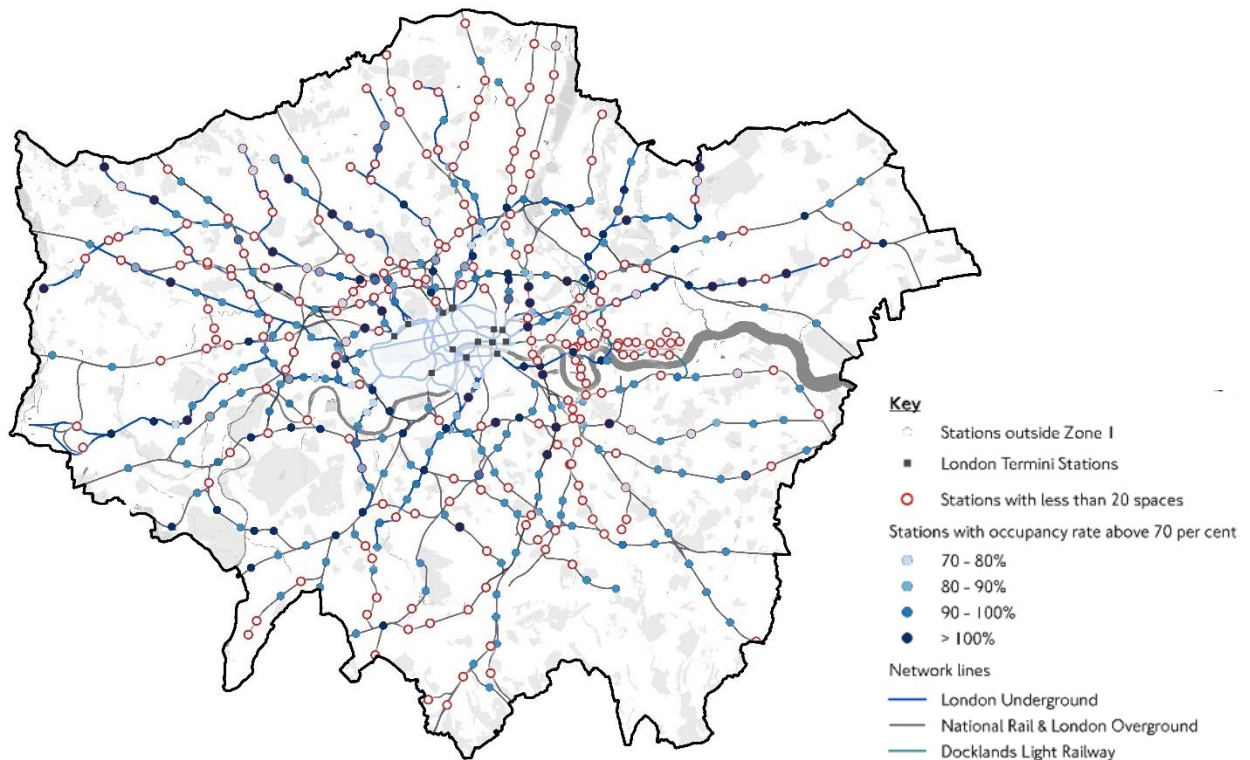 Key
Stations outside Zone 1
London Termini Stations
Stations with less than 20 spaces
Stations with occupancy rate above 70 per cent
70 - 80%
80 - 90%
90 - 100%
> 100%
Network lines
London Underground
National Rail & London Overground
Docklands Light Railway